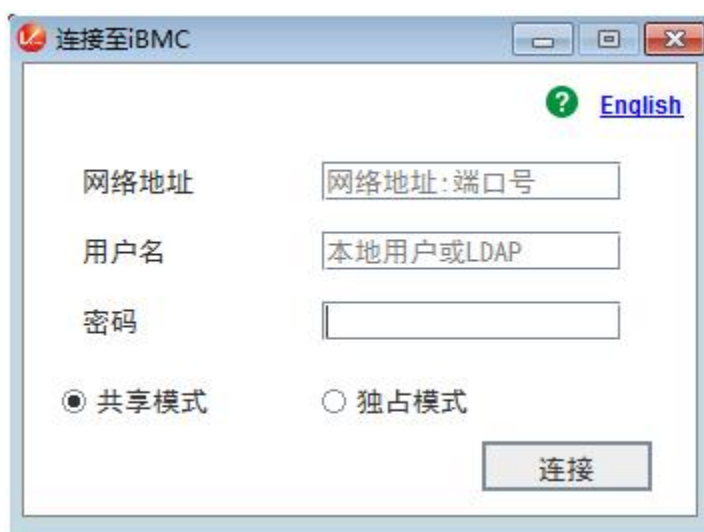 连接至iBMC
English
网络地址 网络地址:端口号
用户名 本地用户或LDAP
密码
共享模式 独占模式
连接